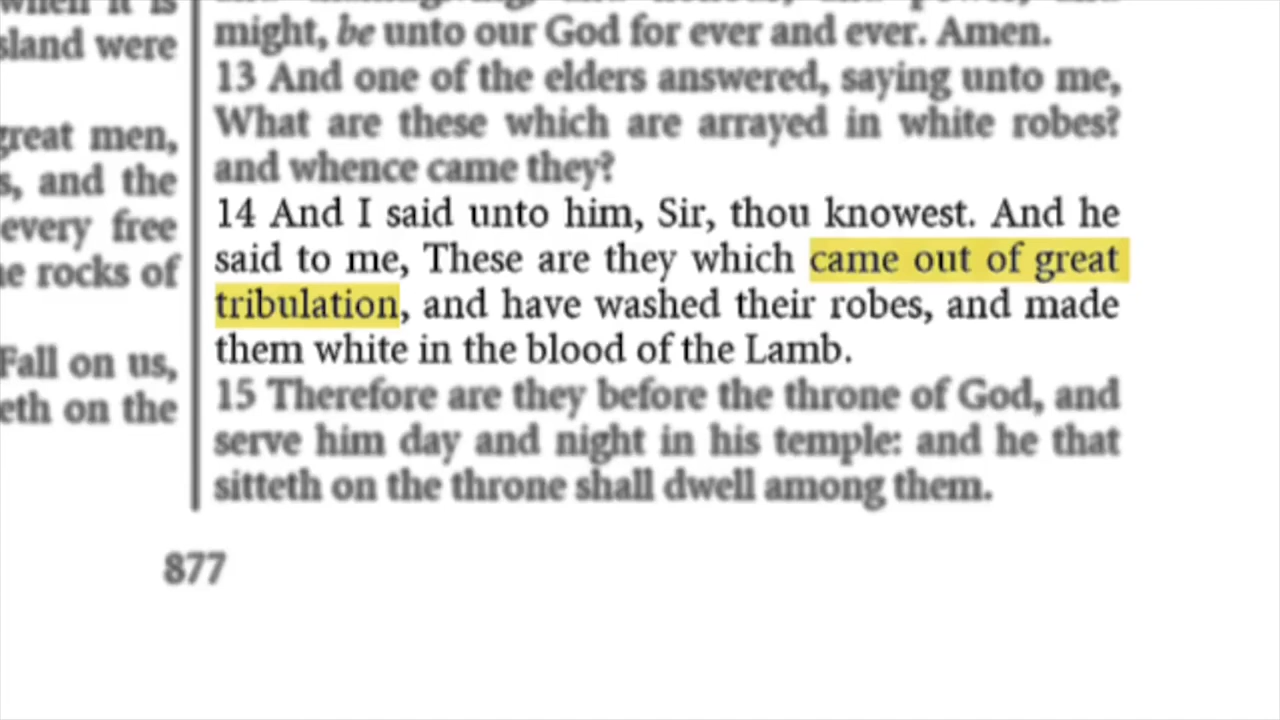 when it is
sland were
great men,
s, and the
every free
e rocks of
Fall on us,
eth on the
might, be unto our God for ever and ever. Amen.
13 And one of the elders answered, saying unto me,
What are these which are arrayed in white robes?
and whence came they?
14 And I said unto him, Sir, thou knowest. And he
said to me, These are they which came out of great
tribulation, and have washed their robes, and made
them white in the blood of the Lamb.
15 Therefore are they before the throne of God, and
serve him day and night in his temple: and he that
sitteth on the throne shall dwell among them.
877